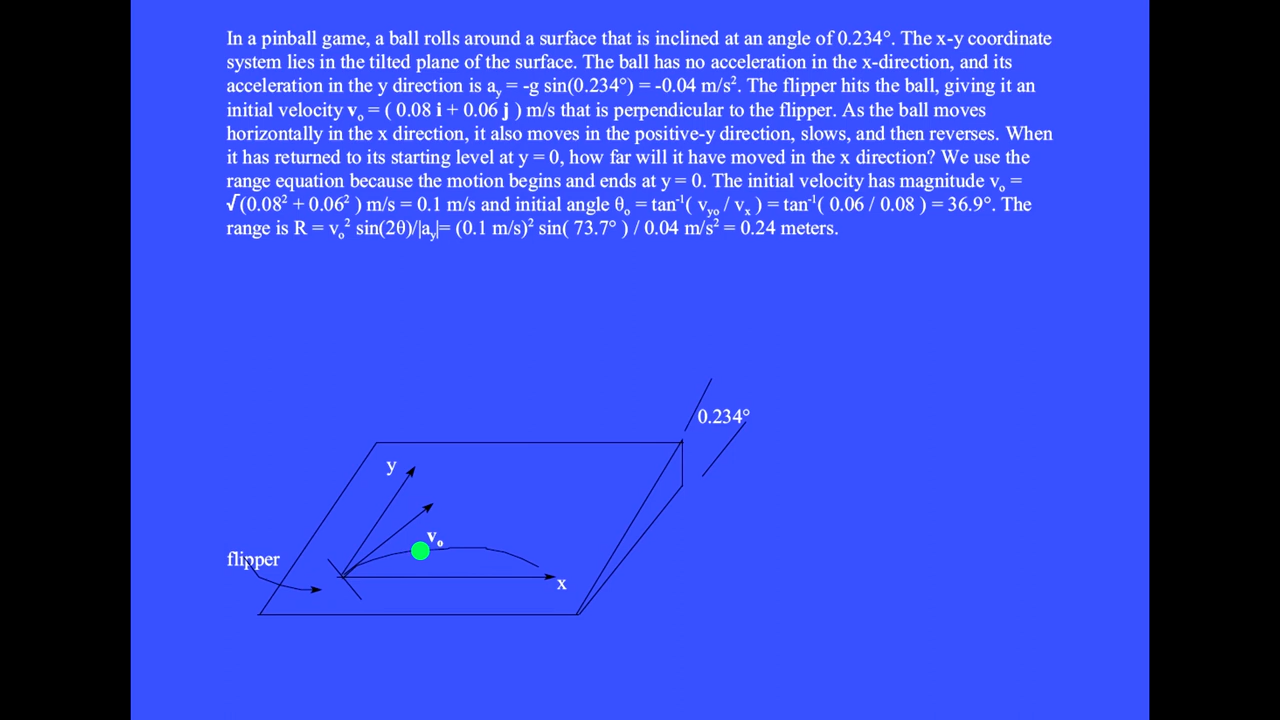 In a pinball game, a ball rolls around a surface that is inclined at an angle of 0.234°. The x-y coordinate
system lies in the tilted plane of the surface. The ball has no acceleration in the x-direction, and its
acceleration in the y direction is aᵧ = -g sin(0.234°) = -0.04 m/s². The flipper hits the ball, giving it an
initial velocity vₒ = ( 0.08 i + 0.06 j ) m/s that is perpendicular to the flipper. As the ball moves
horizontally in the x direction, it also moves in the positive-y direction, slows, and then reverses. When
it has returned to its starting level at y = 0, how far will it have moved in the x direction? We use the
range equation because the motion begins and ends at y = 0. The initial velocity has magnitude vₒ =
√(0.08² + 0.06² ) m/s = 0.1 m/s and initial angle θₒ = tan⁻¹( vyo / vx ) = tan⁻¹( 0.06 / 0.08 ) = 36.9°. The
range is R = vₒ² sin(2θ)/|aᵧ|= (0.1 m/s)² sin( 73.7° ) / 0.04 m/s² = 0.24 meters.
0.234°
y
vₒ
flipper
x